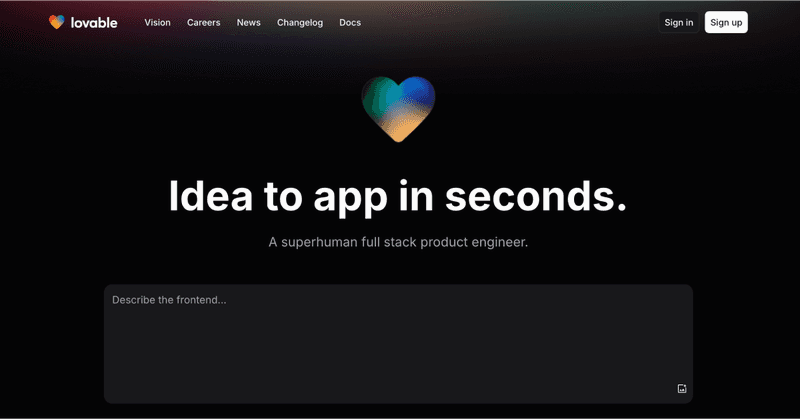 lovable Vision Careers News Changelog Docs Sign in Sign up
Idea to app in seconds.
A superhuman full stack product engineer.
Describe the frontend...